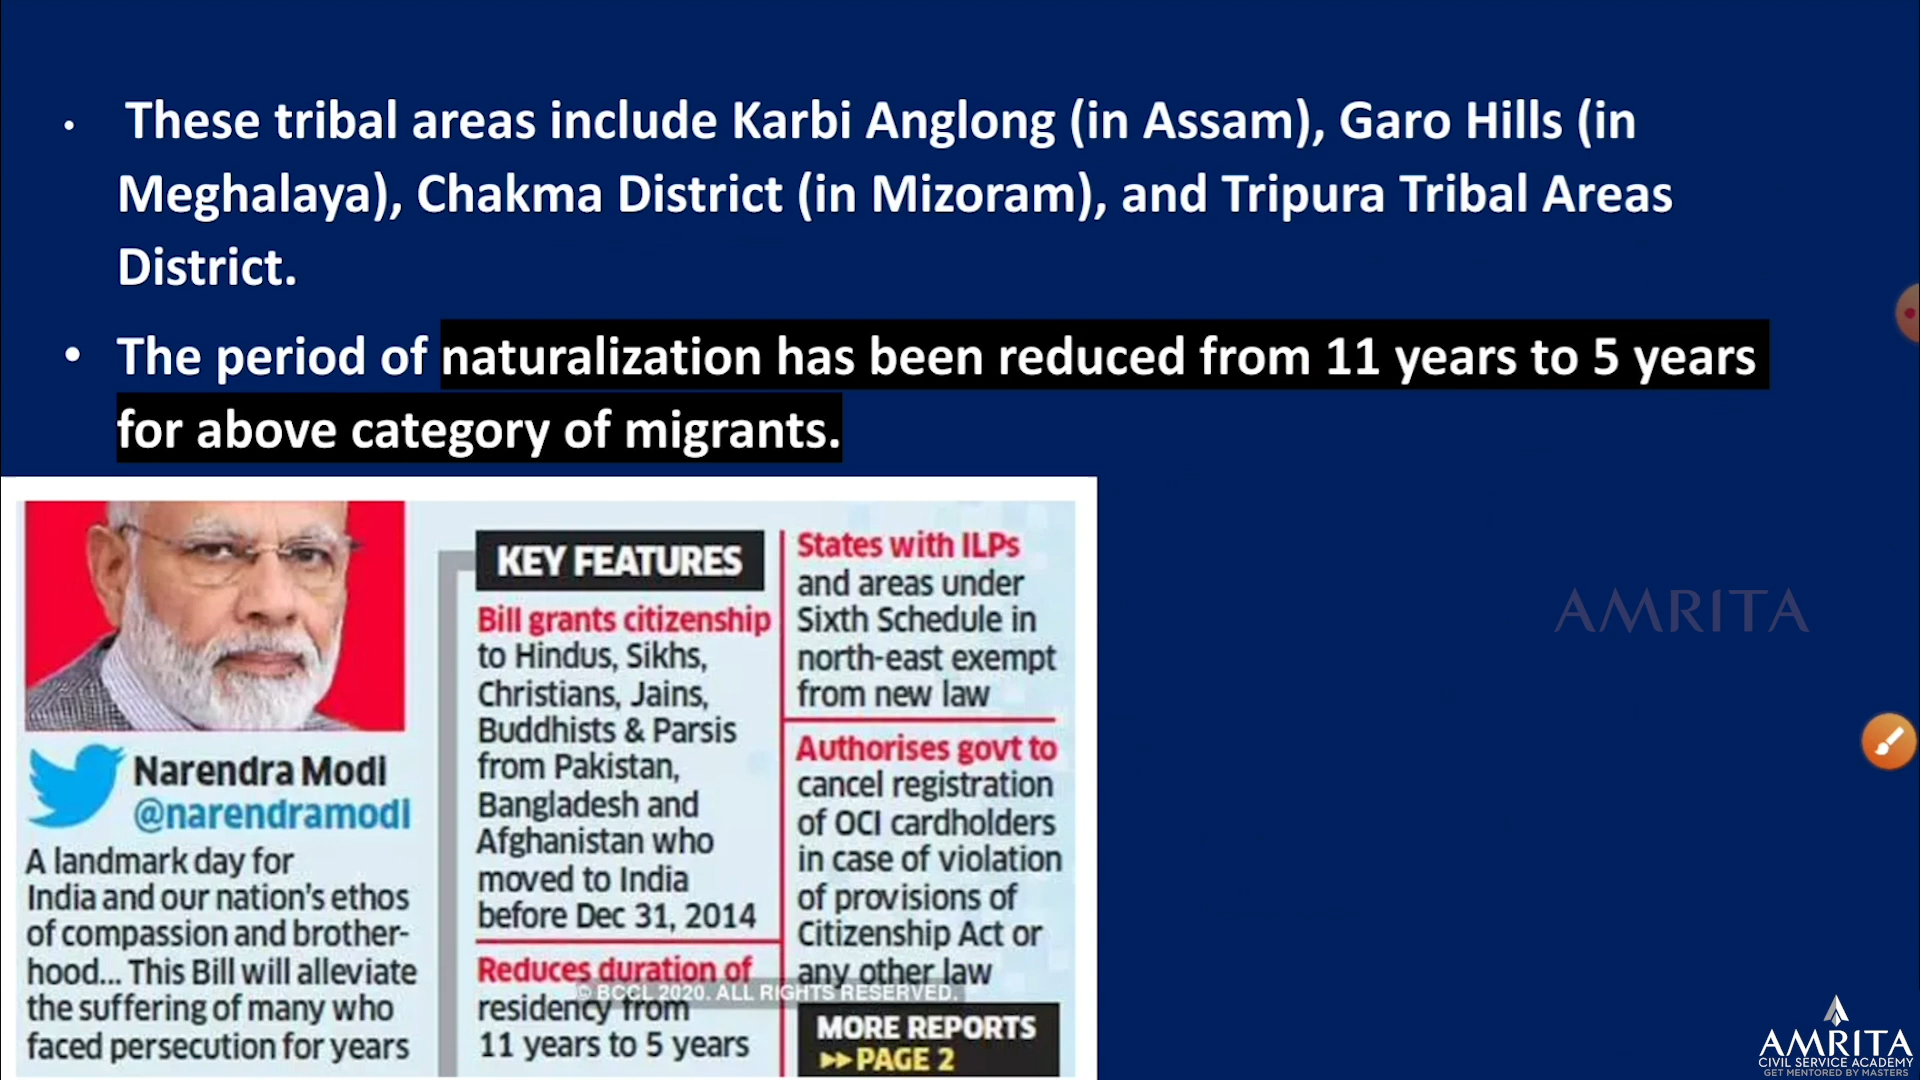 • These tribal areas include Karbi Anglong (in Assam), Garo Hills (in
Meghalaya), Chakma District (in Mizoram), and Tripura Tribal Areas
District.
• The period of naturalization has been reduced from 11 years to 5 years
for above category of migrants.
Narendra Modi
@narendramodi
A landmark day for
India and our nation's ethos
of compassion and brother-
hood... This Bill will alleviate
the suffering of many who
faced persecution for years
KEY FEATURES
Bill grants citizenship
to Hindus, Sikhs,
Christians, Jains,
Buddhists & Parsis
from Pakistan,
Bangladesh and
Afghanistan who
moved to India
before Dec 31, 2014
Reduces duration of
residency from
11 years to 5 years
States with ILPs
and areas under
Sixth Schedule in
north-east exempt
from new law
Authorises govt to
cancel registration
of OCI cardholders
in case of violation
of provisions of
Citizenship Act or
any other law
© BCCL 2020. ALL RIGHTS RESERVED.
MORE REPORTS
PAGE 2
AMRITA
AMRITA
CIVIL SERVICE ACADEMY
GET MENTORED BY MASTERS